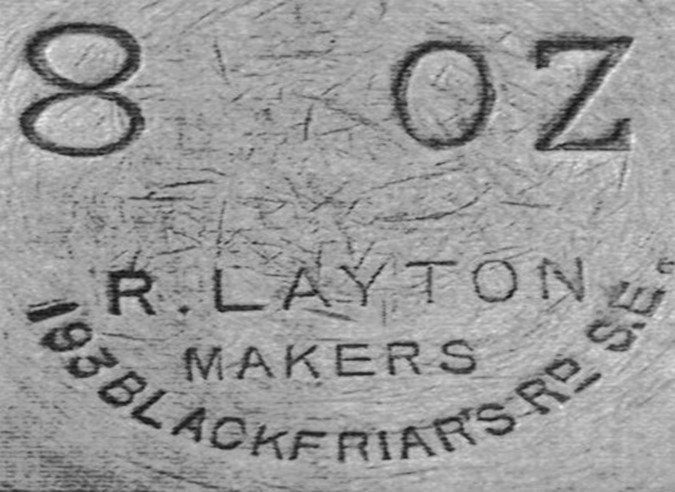 8 OZ
R. LAYTON
MAKERS
193 BLACKFRIAR'S RD S.E.